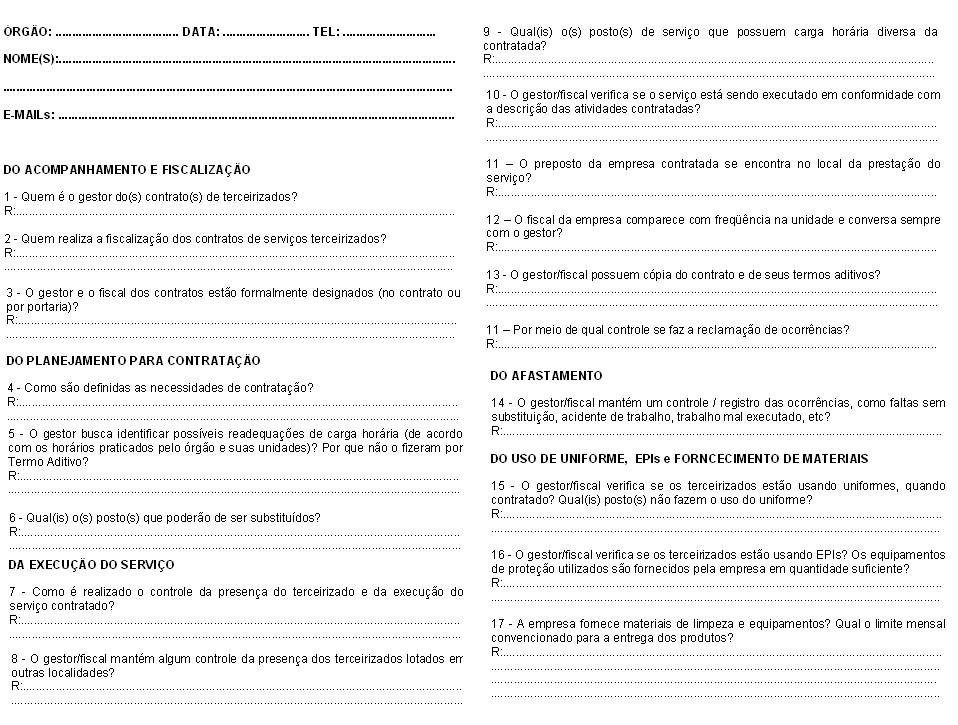 ÓRGÃO: ..................................... DATA: .......................... TEL: ............................
NOME(S):.......................................................................................................................
.......................................................................................................................................
E-MAILs: .......................................................................................................................
DO ACOMPANHAMENTO E FISCALIZAÇÃO
1 - Quem é o gestor do(s) contrato(s) de terceirizados?
R:...................................................................................................................................
2 - Quem realiza a fiscalização dos contratos de serviços terceirizados?
R:...................................................................................................................................
.......................................................................................................................................
3 - O gestor e o fiscal dos contratos estão formalmente designados (no contrato ou
por portaria)?
R:...................................................................................................................................
.......................................................................................................................................
DO PLANEJAMENTO PARA CONTRATAÇÃO
4 - Como são definidas as necessidades de contratação?
R:...................................................................................................................................
.......................................................................................................................................
5 - O gestor busca identificar possíveis readequações de carga horária (de acordo
com os horários praticados pelo órgão e suas unidades)? Por que não o fizeram por
Termo Aditivo?
R:...................................................................................................................................
.......................................................................................................................................
6 - Qual(is) o(s) posto(s) que poderão de ser substituídos?
R:...................................................................................................................................
.......................................................................................................................................
DA EXECUÇÃO DO SERVIÇO
7 - Como é realizado o controle da presença do terceirizado e da execução do
serviço contratado?
R:...................................................................................................................................
.......................................................................................................................................
8 - O gestor/fiscal mantém algum controle da presença dos terceirizados lotados em
outras localidades?
R:...................................................................................................................................
.......................................................................................................................................
9 - Qual(is) o(s) posto(s) de serviço que possuem carga horária diversa da
contratada?
R:...................................................................................................................................
.......................................................................................................................................
10 - O gestor/fiscal verifica se o serviço está sendo executado em conformidade com
a descrição das atividades contratadas?
R:...................................................................................................................................
.......................................................................................................................................
11 – O preposto da empresa contratada se encontra no local da prestação do
serviço?
R:...................................................................................................................................
12 – O fiscal da empresa comparece com freqüência na unidade e conversa sempre
com o gestor?
R:...................................................................................................................................
13 - O gestor/fiscal possuem cópia do contrato e de seus termos aditivos?
R:...................................................................................................................................
.......................................................................................................................................
11 – Por meio de qual controle se faz a reclamação de ocorrências?
R:...................................................................................................................................
DO AFASTAMENTO
14 - O gestor/fiscal mantém um controle / registro das ocorrências, como faltas sem
substituição, acidente de trabalho, trabalho mal executado, etc?
R:...................................................................................................................................
DO USO DE UNIFORME, EPIs e FORNCECIMENTO DE MATERIAIS
15 - O gestor/fiscal verifica se os terceirizados estão usando uniformes, quando
contratado? Qual(is) posto(s) não fazem o uso do uniforme?
R:...................................................................................................................................
.......................................................................................................................................
16 - O gestor/fiscal verifica se os terceirizados estão usando EPIs? Os equipamentos
de proteção utilizados são fornecidos pela empresa em quantidade suficiente?
R:...................................................................................................................................
.......................................................................................................................................
17 - A empresa fornece materiais de limpeza e equipamentos? Qual o limite mensal
convencionado para a entrega dos produtos?
R:...................................................................................................................................
.......................................................................................................................................
.......................................................................................................................................
.......................................................................................................................................